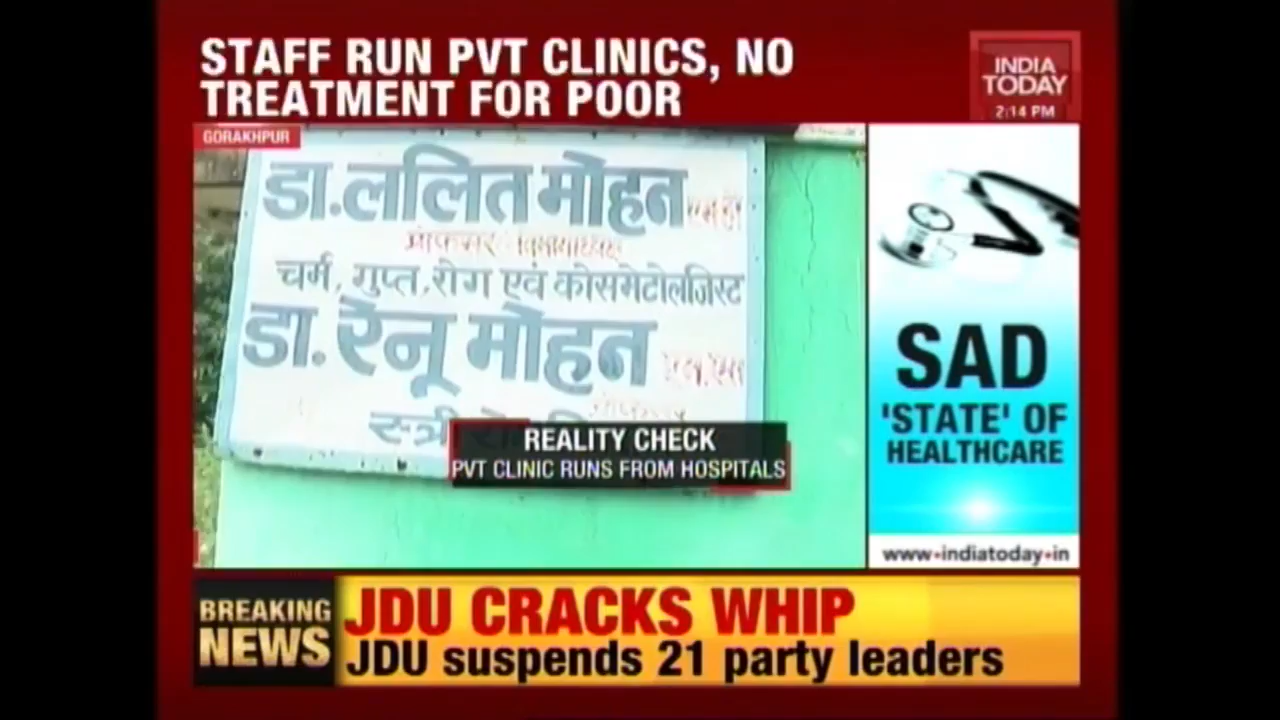 STAFF RUN PVT CLINICS, NO
TREATMENT FOR POOR
INDIA
TODAY
2:14 PM
GORAKHPUR
डा.ललित मोहन
चर्म, गुप्त,रोग एवं कोसमेटोलजिस्ट
डा. रेनू मोहन
स्त्री
REALITY CHECK
PVT CLINIC RUNS FROM HOSPITALS
SAD
'STATE' OF
HEALTHCARE
www•indiatoday•in
BREAKING
NEWS
JDU CRACKS WHIP
JDU suspends 21 party leaders